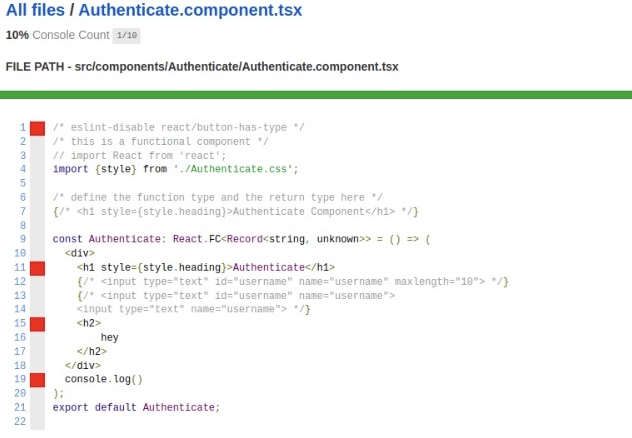 All files / Authenticate.component.tsx
10% Console Count 1/10
FILE PATH - src/components/Authenticate/Authenticate.component.tsx
1 /* eslint-disable react/button-has-type */
2 /* this is a functional component */
3 // import React from 'react';
4 import {style} from './Authenticate.css';
5
6 /* define the function type and the return type here */
7 {/* <h1 style={style.heading}>Authenticate Component</h1> */}
8
9 const Authenticate: React.FC<Record<string, unknown>> = () => (
10 <div>
11 <h1 style={style.heading}>Authenticate</h1>
12 {/* <input type="text" id="username" name="username" maxlength="10"> */}
13 {/* <input type="text" id="username" name="username">
14 <input type="text" name="username"> */}
15 <h2>
16 hey
17 </h2>
18 </div>
19 console.log()
20 );
21 export default Authenticate;
22